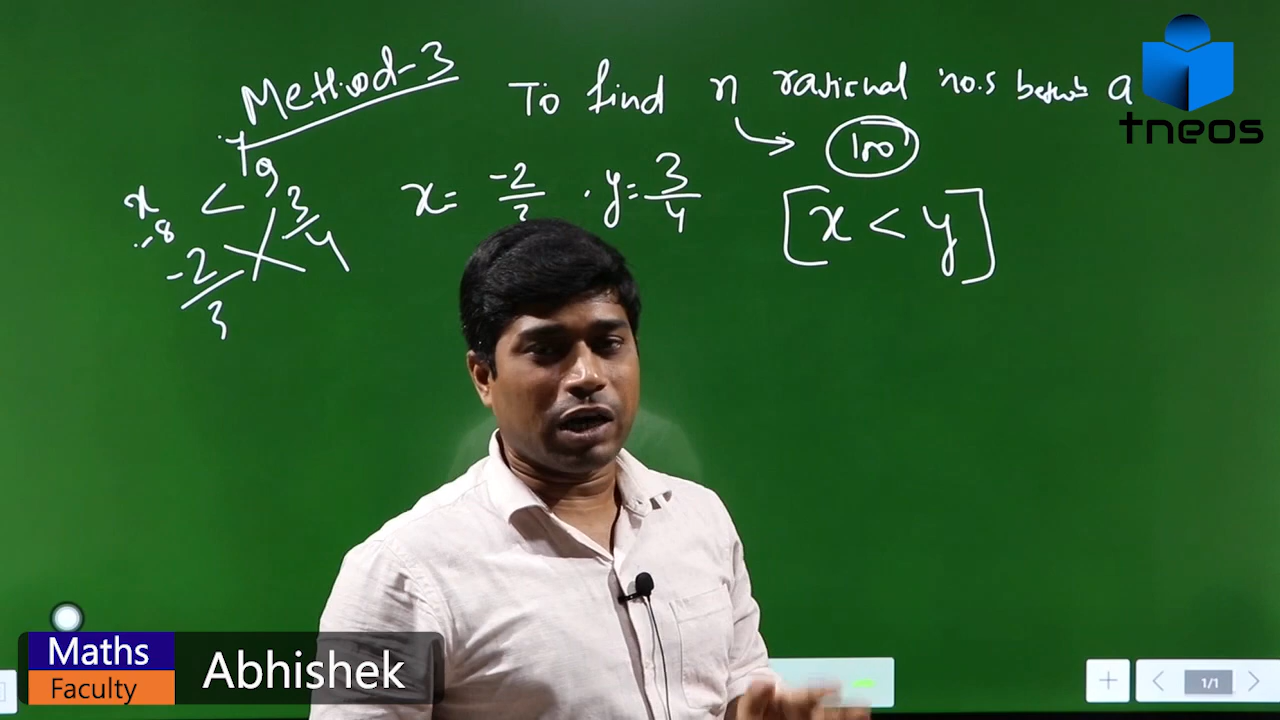 Method-3
To find n rational no.s
100
9
x < y
x = -2/3 , y = 3/4
[x < y]
-8
-2/3
3/4
tneos
Maths
Faculty
Abhishek
1/1